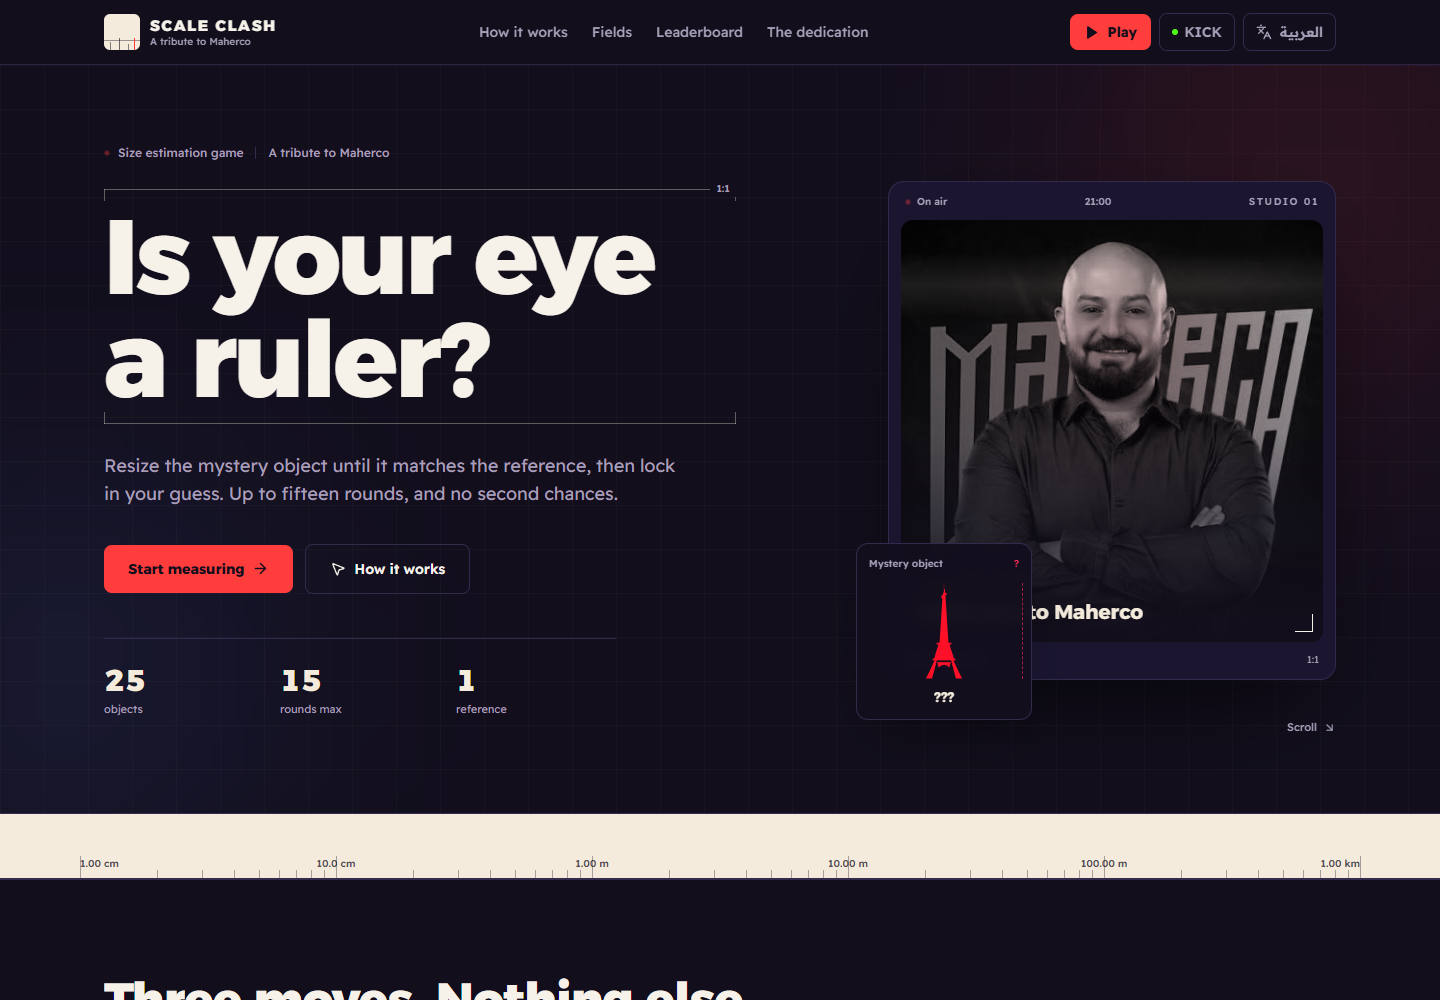 SCALE CLASH
A tribute to Maherco
How it works
Fields
Leaderboard
The dedication
Play
KICK
العربية
Size estimation game
A tribute to Maherco
1:1
Is your eye
a ruler?
Resize the mystery object until it matches the reference, then lock
in your guess. Up to fifteen rounds, and no second chances.
Start measuring
How it works
25
objects
15
rounds max
1
reference
On air
21:00
STUDIO 01
to Maherco
1:1
Mystery object
?
???
Scroll
1.00 cm
10.0 cm
1.00 m
10.00 m
100.00 m
1.00 km
Three moves. Nothing else